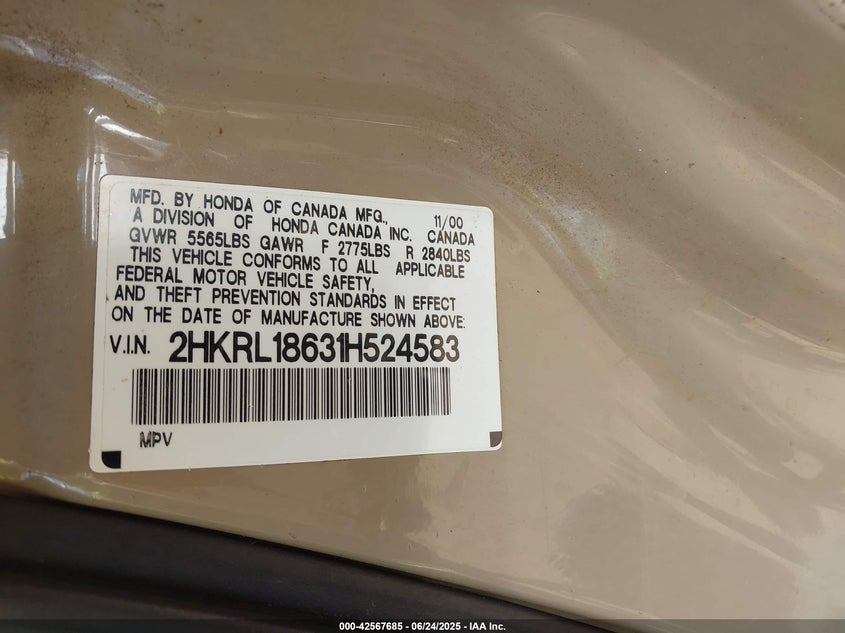 MFD. BY HONDA OF CANADA MFG., 11/00
A DIVISION OF HONDA CANADA INC. CANADA
GVWR 5565LBS GAWR F 2775LBS R 2840LBS
THIS VEHICLE CONFORMS TO ALL APPLICABLE
FEDERAL MOTOR VEHICLE SAFETY,
AND THEFT PREVENTION STANDARDS IN EFFECT
ON THE DATE OF MANUFACTURE SHOWN ABOVE:
V.I.N. 2HKRL18631H524583
MPV
000-42567685 - 06/24/2025 - IAA Inc.